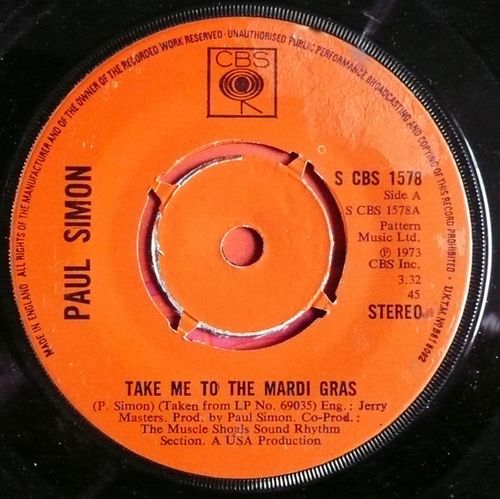 ALL RIGHTS OF THE MANUFACTURER AND OF THE OWNER OF THE RECORDED WORK RESERVED · UNAUTHORISED PUBLIC PERFORMANCE, BROADCASTING AND COPYING OF THIS RECORD PROHIBITED ·
MADE IN ENGLAND
CBS
PAUL SIMON
S CBS 1578
Side A
S CBS 1578A
Pattern
Music Ltd.
℗ 1973
CBS Inc.
3.32
45
STEREO
TAKE ME TO THE MARDI GRAS
(P. Simon) (Taken from LP No. 69035) Eng.: Jerry
Masters. Prod. by Paul Simon. Co-Prod.:
The Muscle Shoals Sound Rhythm
Section. A USA Production